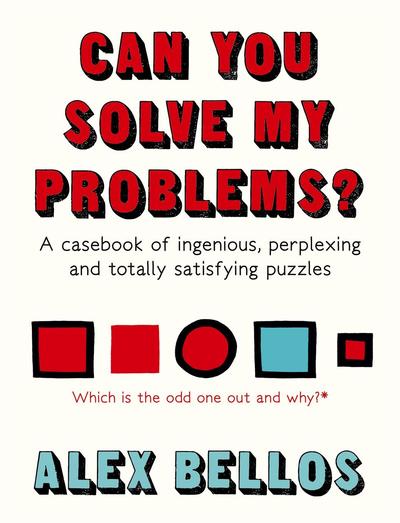 CAN YOU
SOLVE MY
PROBLEMS?
A casebook of ingenious, perplexing
and totally satisfying puzzles
Which is the odd one out and why?*
ALEX BELLOS